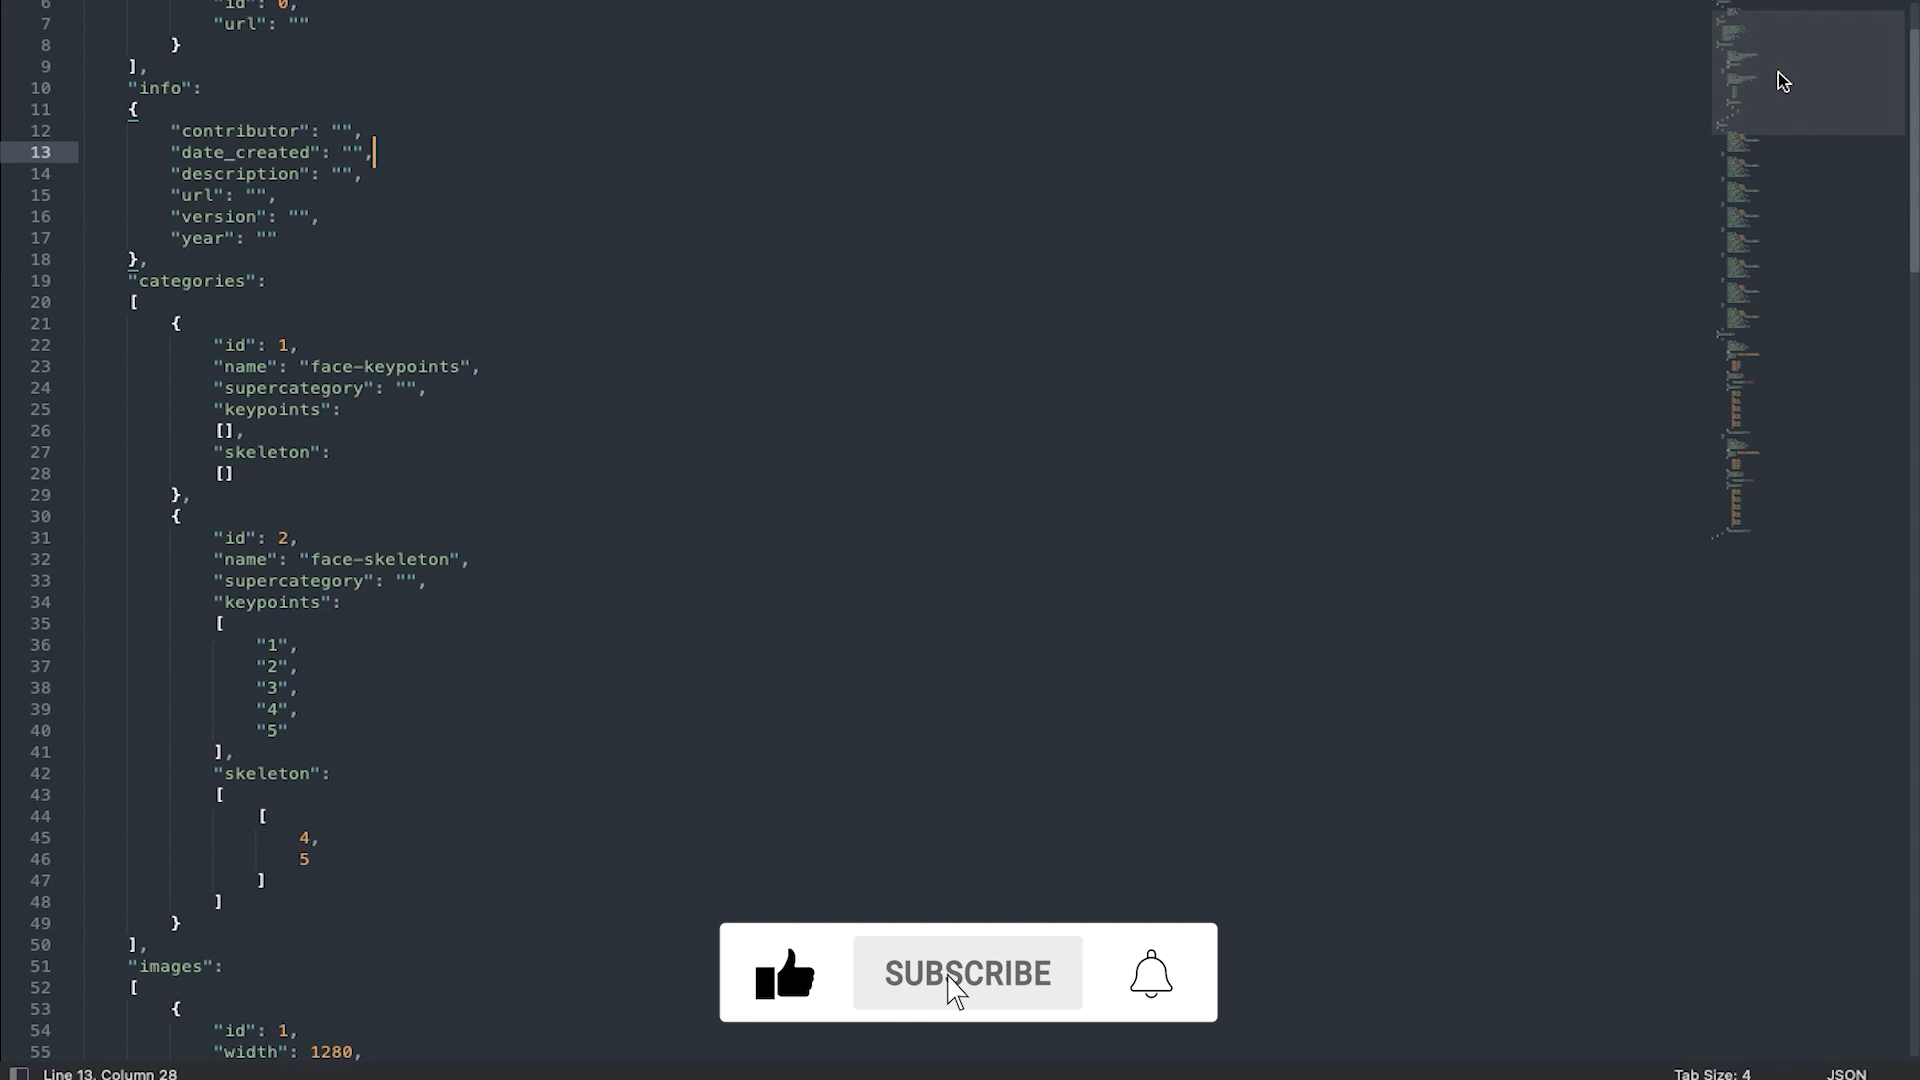 6 "id": 0,
7 "url": ""
8 }
9 ],
10 "info":
11 {
12 "contributor": "",
13 "date_created": "",
14 "description": "",
15 "url": "",
16 "version": "",
17 "year": ""
18 },
19 "categories":
20 [
21 {
22 "id": 1,
23 "name": "face-keypoints",
24 "supercategory": "",
25 "keypoints":
26 [],
27 "skeleton":
28 []
29 },
30 {
31 "id": 2,
32 "name": "face-skeleton",
33 "supercategory": "",
34 "keypoints":
35 [
36 "1",
37 "2",
38 "3",
39 "4",
40 "5"
41 ],
42 "skeleton":
43 [
44 [
45 4,
46 5
47 ]
48 ]
49 }
50 ],
51 "images":
52 [
53 {
54 "id": 1,
55 "width": 1280,
SUBSCRIBE
Line 13, Column 28
Tab Size: 4
JSON